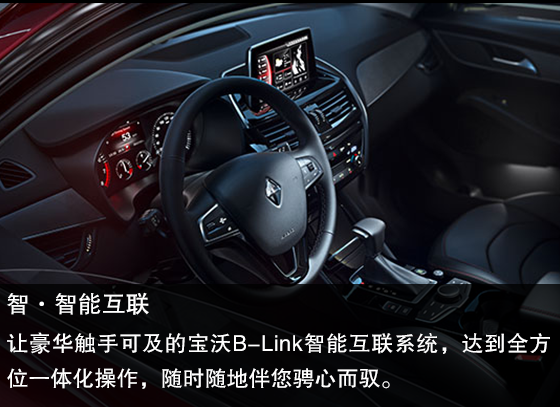 智·智能互联
让豪华触手可及的宝沃B-Link智能互联系统，达到全方
位一体化操作，随时随地伴您骋心而驭。